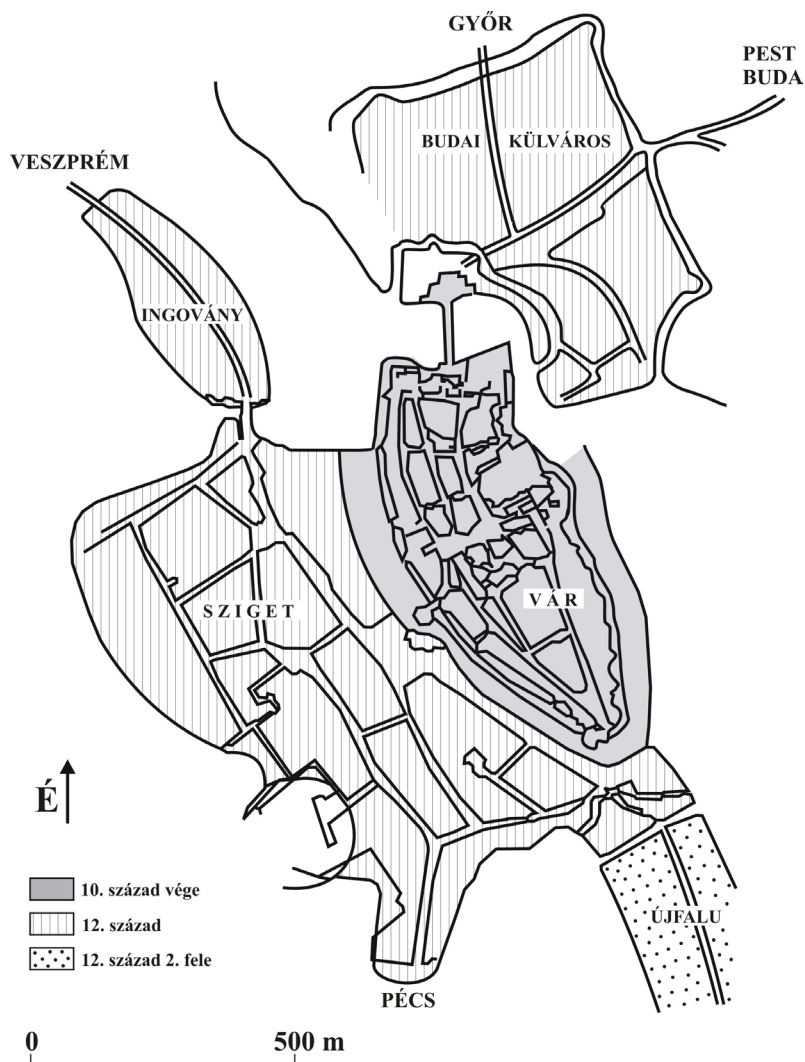 GYŐR
PEST
BUDA
BUDAI KÜLVÁROS
VESZPRÉM
INGOVÁNY
SZIGET
VÁR
É
10. század vége
12. század
12. század 2. fele
ÚJFALU
PÉCS
0 500 m